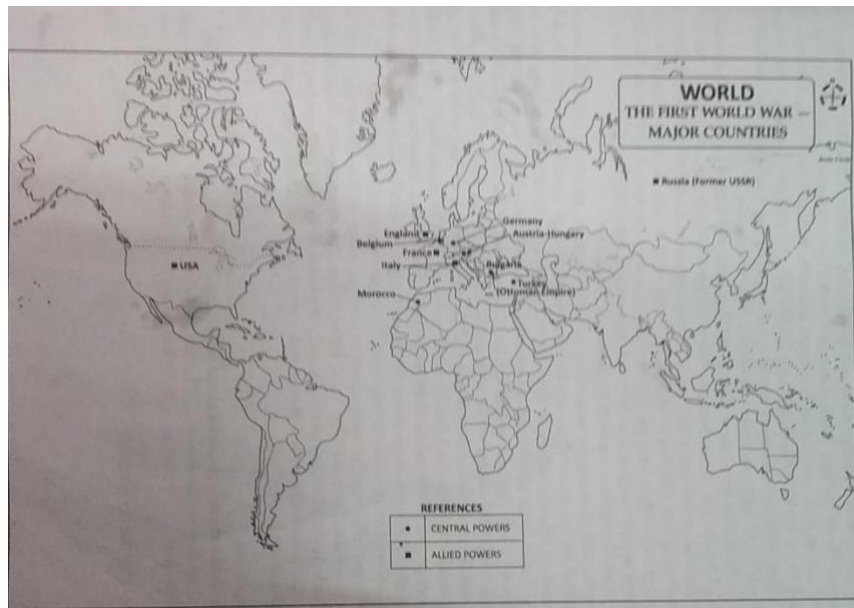 WORLD
THE FIRST WORLD WAR —
MAJOR COUNTRIES
Russia (Former USSR)
Germany
England
Austria-Hungary
Belgium
France
Italy
Bulgaria
USA
Turkey
(Ottoman Empire)
Morocco
REFERENCES
CENTRAL POWERS
ALLIED POWERS